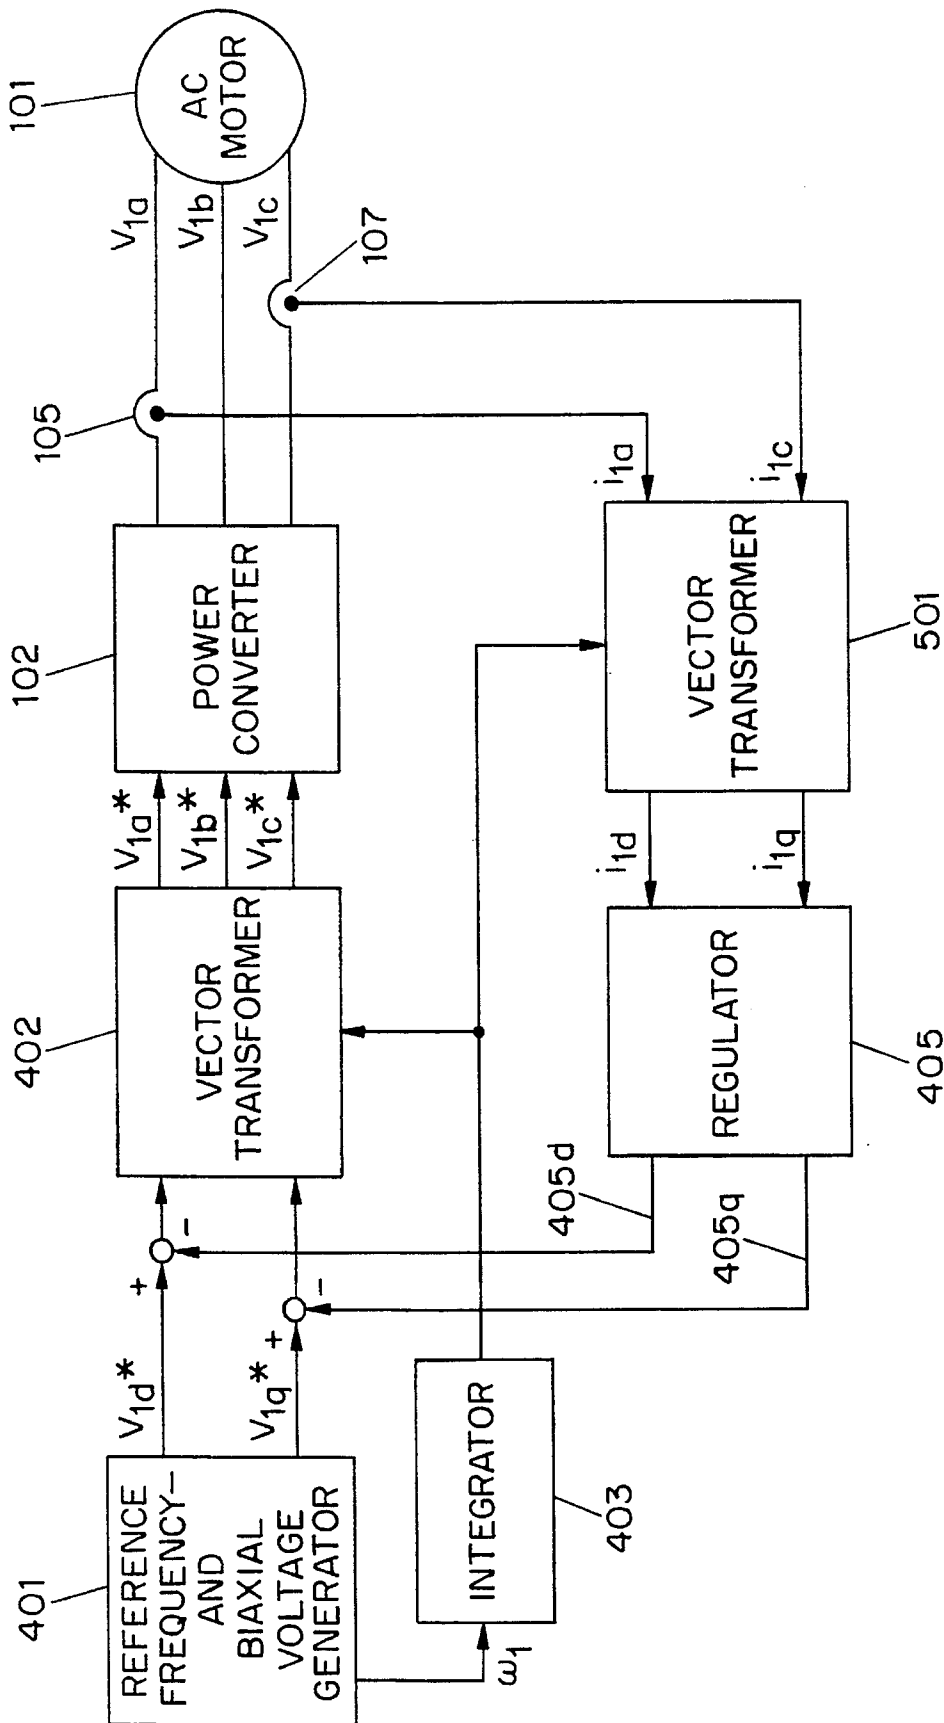 401
REFERENCE
FREQUENCY-
AND
BIAXIAL
VOLTAGE
GENERATOR
V1d*
V1q*
+
-
+
-
ω1
INTEGRATOR
403
402
VECTOR
TRANSFORMER
V1a*
V1b*
V1c*
102
POWER
CONVERTER
105
107
V1a
V1b
V1c
101
AC
MOTOR
405d
405q
REGULATOR
405
i1d
i1q
VECTOR
TRANSFORMER
501
i1a
i1c